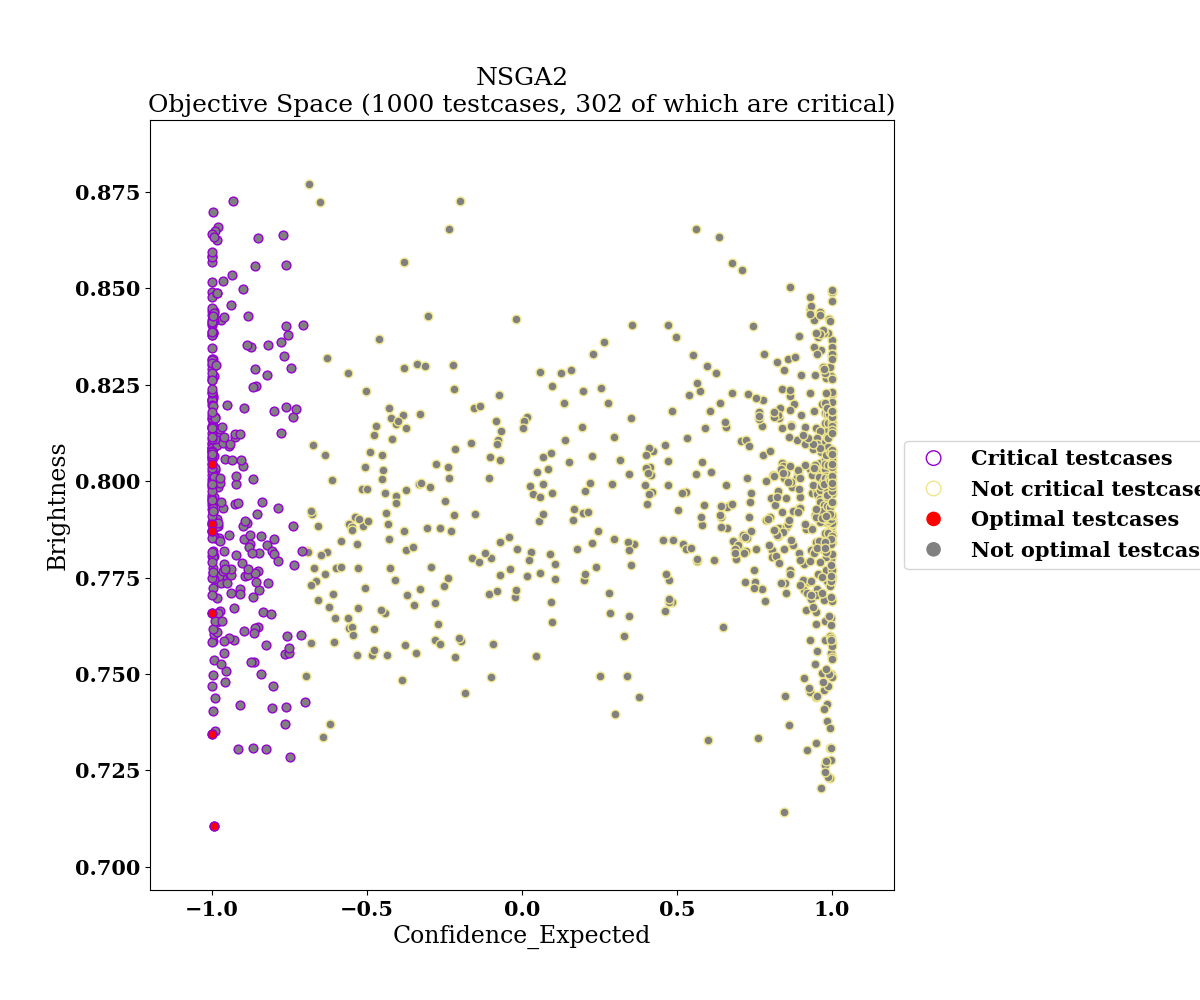 NSGA2
Objective Space (1000 testcases, 302 of which are critical)
0.875
0.850
0.825
0.800
0.775
0.750
0.725
0.700
Brightness
−1.0
−0.5
0.0
0.5
1.0
Confidence_Expected
Critical testcases
Not critical testcase
Optimal testcases
Not optimal testcas